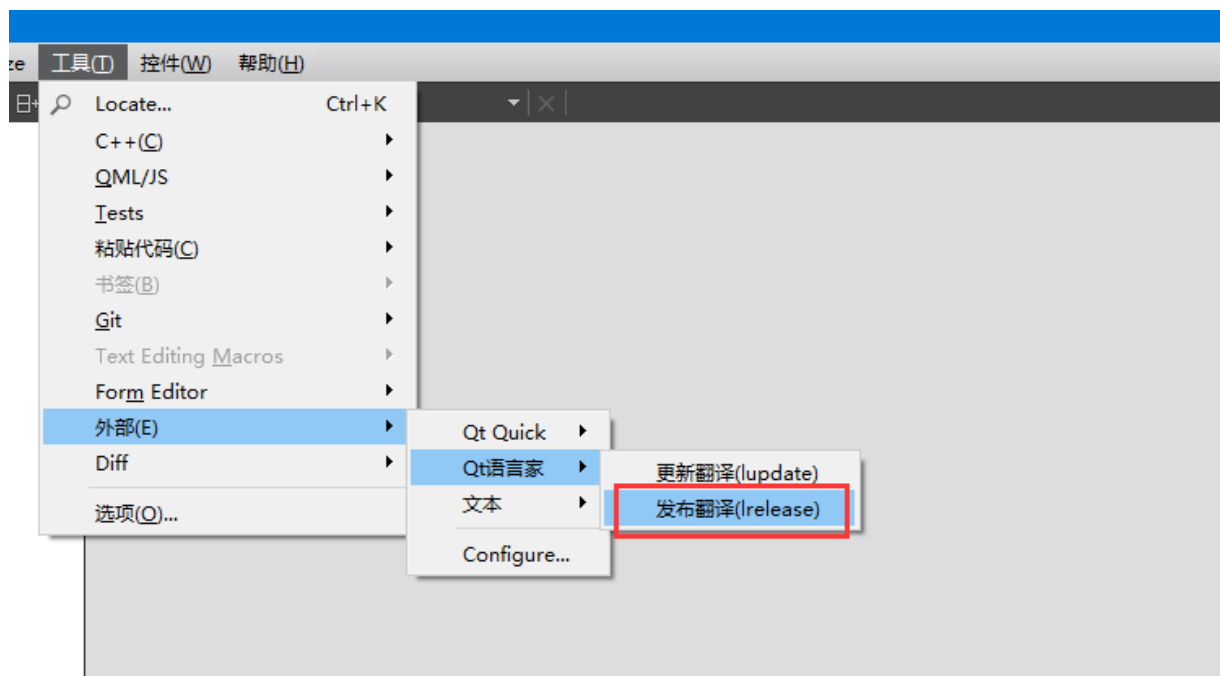 ze 工具(T) 控件(W) 帮助(H)
Locate... Ctrl+K
C++(C)
QML/JS
Tests
粘贴代码(C)
书签(B)
Git
Text Editing Macros
Form Editor
外部(E)
Diff
选项(O)...
Qt Quick
Qt语言家
文本
Configure...
更新翻译(lupdate)
发布翻译(lrelease)